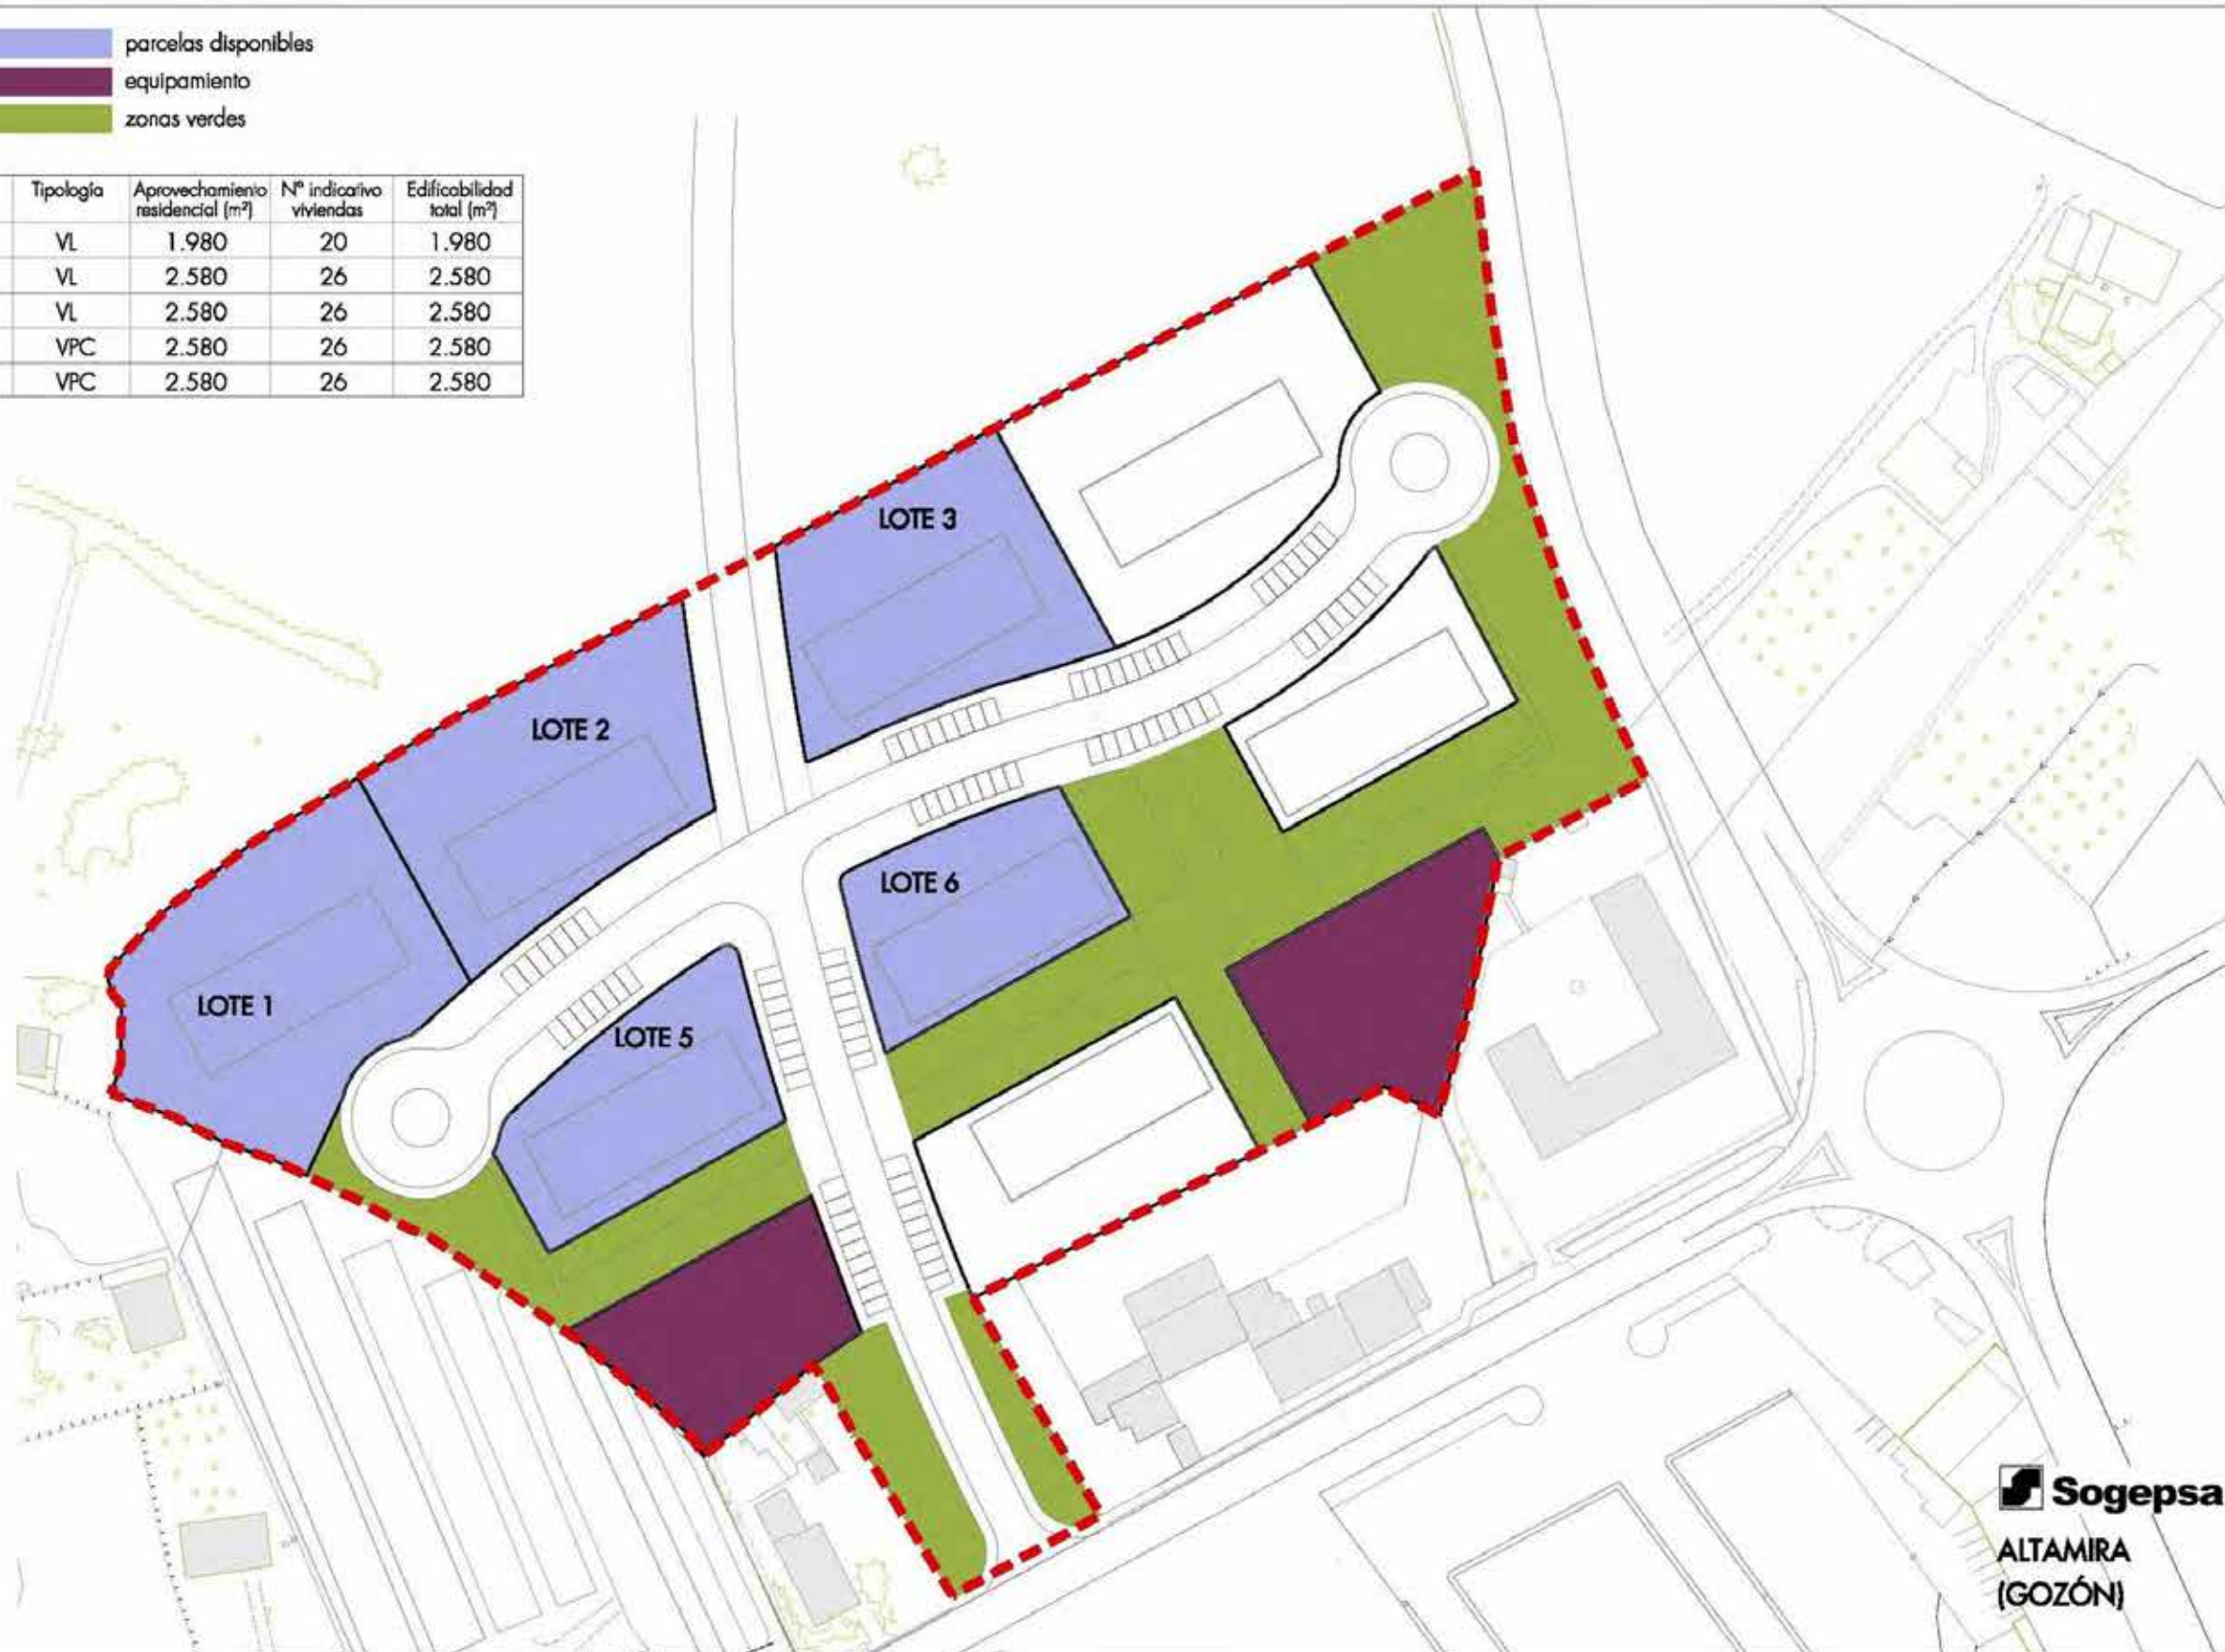 parcelas disponibles
equipamiento
zonas verdes
Tipología Aprovechamiento residencial (m²) Nº indicativo viviendas Edificabilidad total (m²)
VL 1.980 20 1.980
VL 2.580 26 2.580
VL 2.580 26 2.580
VPC 2.580 26 2.580
VPC 2.580 26 2.580
LOTE 3
LOTE 2
LOTE 6
LOTE 1
LOTE 5
Sogepsa
ALTAMIRA
(GOZÓN)